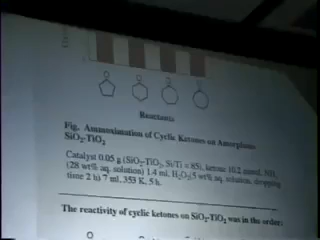 Reactants
Fig. Ammoximation of Cyclic Ketones on Amorphous
SiO2-TiO2
Catalyst 0.05 g (SiO2-TiO2, Si/Ti = 85), ketone 10.2 mmol, NH3
(28 wt% aq. solution) 1.4 ml, H2O2 (5 wt% aq. solution, dropping
time 2 h) 7 ml, 353 K, 5 h.
The reactivity of cyclic ketones on SiO2-TiO2 was in the order: